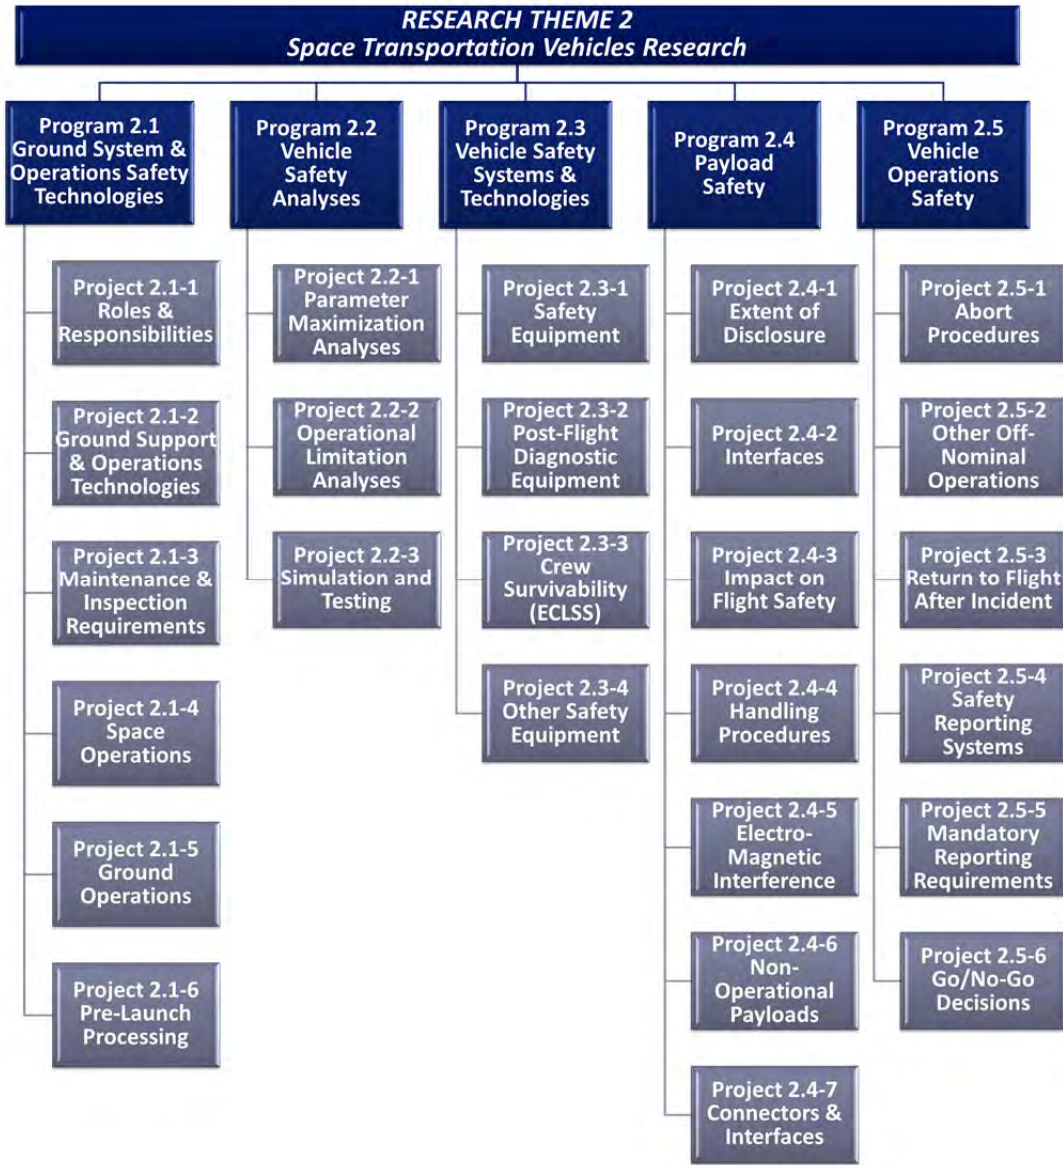 RESEARCH THEME 2
Space Transportation Vehicles Research
Program 2.1
Ground System &
Operations Safety
Technologies
Project 2.1-1
Roles &
Responsibilities
Project 2.1-2
Ground Support
& Operations
Technologies
Project 2.1-3
Maintenance &
Inspection
Requirements
Project 2.1-4
Space
Operations
Project 2.1-5
Ground
Operations
Project 2.1-6
Pre-Launch
Processing
Program 2.2
Vehicle
Safety
Analyses
Project 2.2-1
Parameter
Maximization
Analyses
Project 2.2-2
Operational
Limitation
Analyses
Project 2.2-3
Simulation and
Testing
Program 2.3
Vehicle Safety
Systems &
Technologies
Project 2.3-1
Safety
Equipment
Project 2.3-2
Post-Flight
Diagnostic
Equipment
Project 2.3-3
Crew
Survivability
(ECLSS)
Project 2.3-4
Other Safety
Equipment
Program 2.4
Payload
Safety
Project 2.4-1
Extent of
Disclosure
Project 2.4-2
Interfaces
Project 2.4-3
Impact on
Flight Safety
Project 2.4-4
Handling
Procedures
Project 2.4-5
Electro-
Magnetic
Interference
Project 2.4-6
Non-
Operational
Payloads
Project 2.4-7
Connectors &
Interfaces
Program 2.5
Vehicle
Operations
Safety
Project 2.5-1
Abort
Procedures
Project 2.5-2
Other Off-
Nominal
Operations
Project 2.5-3
Return to Flight
After Incident
Project 2.5-4
Safety
Reporting
Systems
Project 2.5-5
Mandatory
Reporting
Requirements
Project 2.5-6
Go/No-Go
Decisions